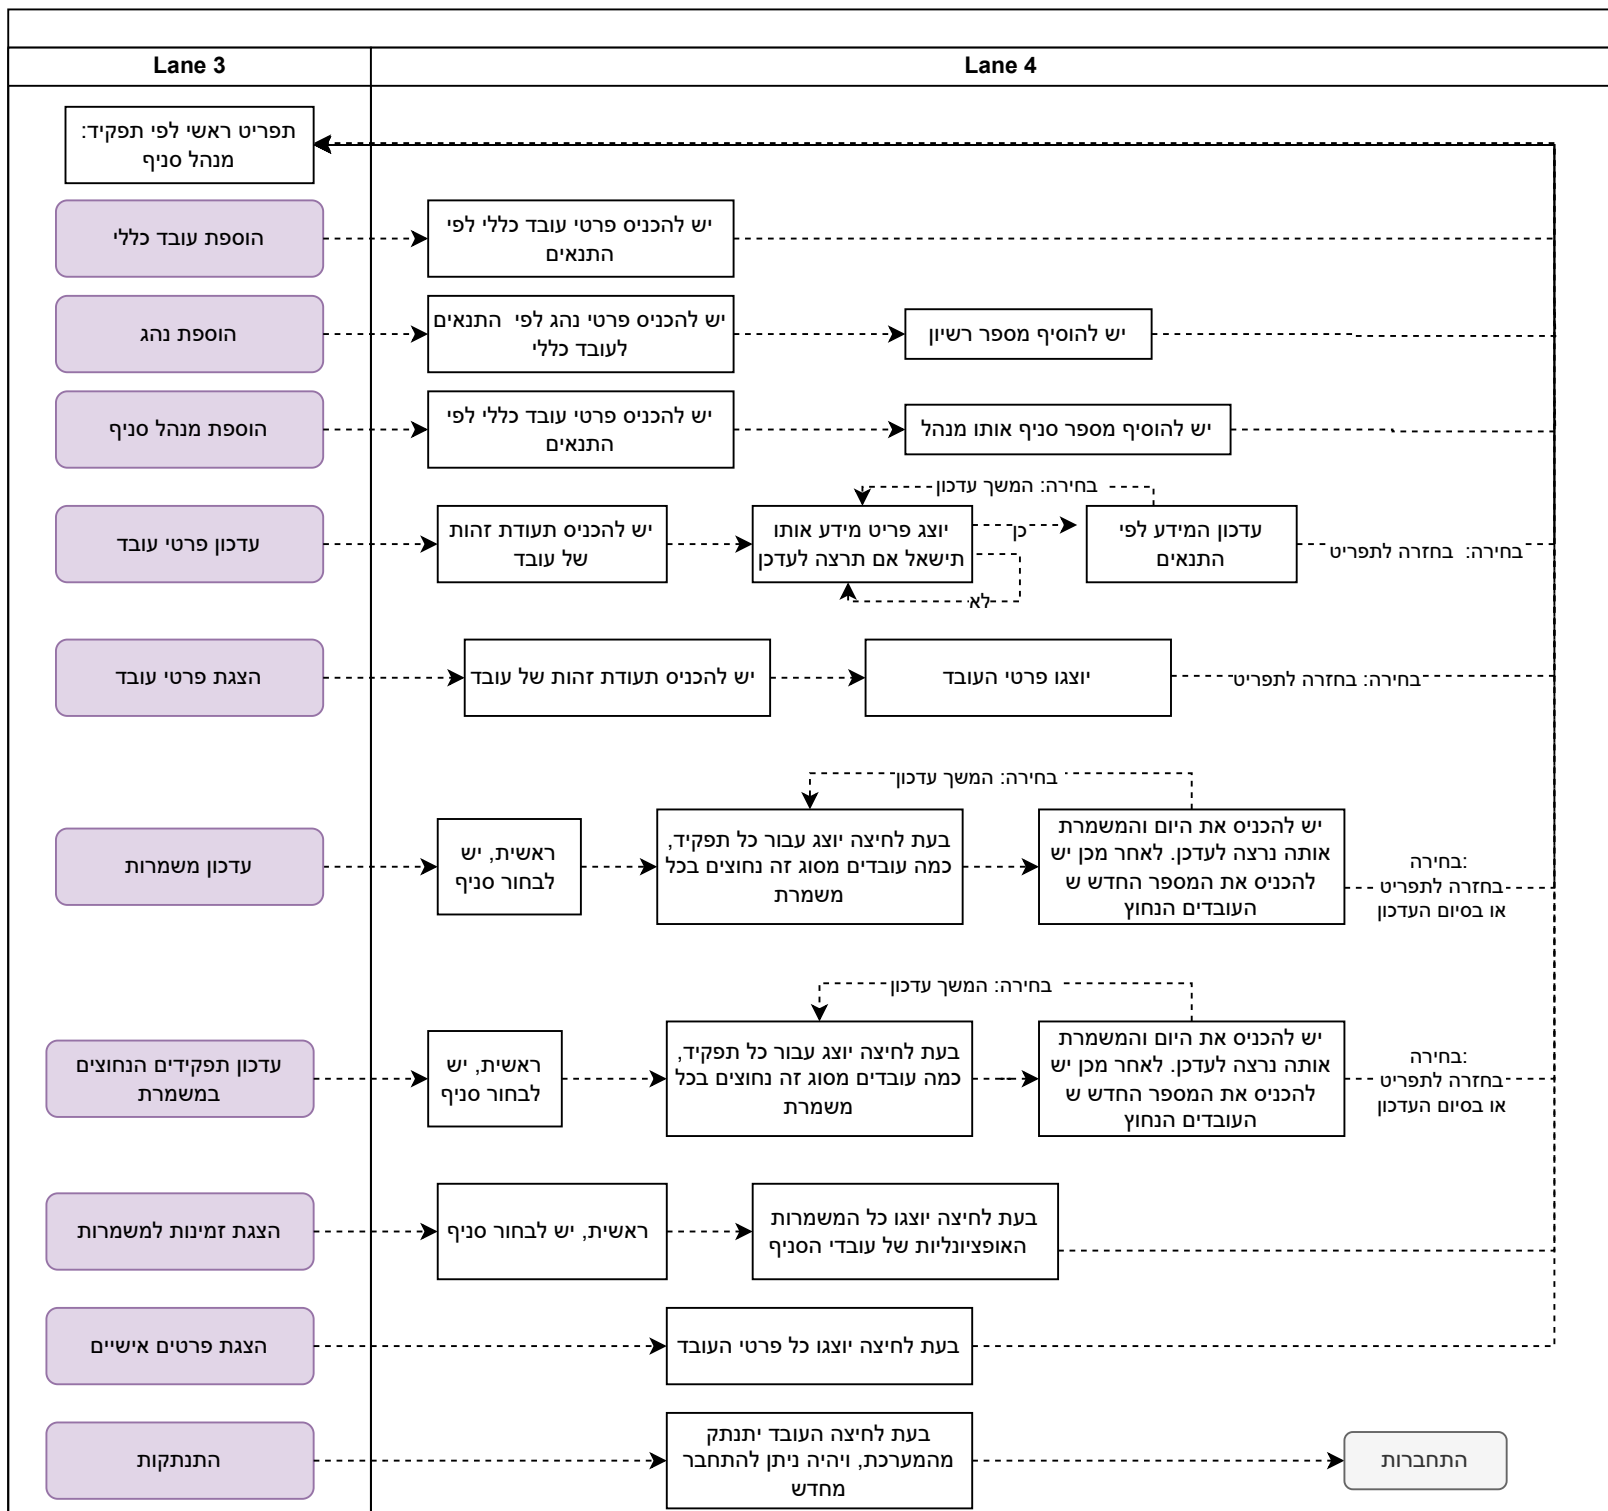 Lane 3
Lane 4
תפריט ראשי לפי תפקיד:
מנהל סניף
הוספת עובד כללי
יש להכניס פרטי עובד כללי לפי
התנאים
הוספת נהג
יש להכניס פרטי נהג לפי התנאים
לעובד כללי
יש להוסיף מספר רשיון
הוספת מנהל סניף
יש להכניס פרטי עובד כללי לפי
התנאים
יש להוסיף מספר סניף אותו מנהל
בחירה: המשך עדכון
עדכון פרטי עובד
יש להכניס תעודת זהות
של עובד
יוצג פריט מידע אותו
תישאל אם תרצה לעדכן
כן
לא
עדכון המידע לפי
התנאים
בחירה: בחזרה לתפריט
הצגת פרטי עובד
יש להכניס תעודת זהות של עובד
יוצגו פרטי העובד
בחירה: בחזרה לתפריט
בחירה: המשך עדכון
עדכון משמרות
ראשית, יש
לבחור סניף
בעת לחיצה יוצג עבור כל תפקיד,
כמה עובדים מסוג זה נחוצים בכל
משמרת
יש להכניס את היום והמשמרת
אותה נרצה לעדכן. לאחר מכן יש
להכניס את המספר החדש ש
העובדים הנחוץ
בחירה:
בחזרה לתפריט
או בסיום העדכון
בחירה: המשך עדכון
עדכון תפקידים הנחוצים
במשמרת
ראשית, יש
לבחור סניף
בעת לחיצה יוצג עבור כל תפקיד,
כמה עובדים מסוג זה נחוצים בכל
משמרת
יש להכניס את היום והמשמרת
אותה נרצה לעדכן. לאחר מכן יש
להכניס את המספר החדש ש
העובדים הנחוץ
בחירה:
בחזרה לתפריט
או בסיום העדכון
הצגת זמינות למשמרות
ראשית, יש לבחור סניף
בעת לחיצה יוצגו כל המשמרות
האופציונליות של עובדי הסניף
הצגת פרטים אישיים
בעת לחיצה יוצגו כל פרטי העובד
התנתקות
בעת לחיצה העובד יתנתק
מהמערכת, ויהיה ניתן להתחבר
מחדש
התחברות